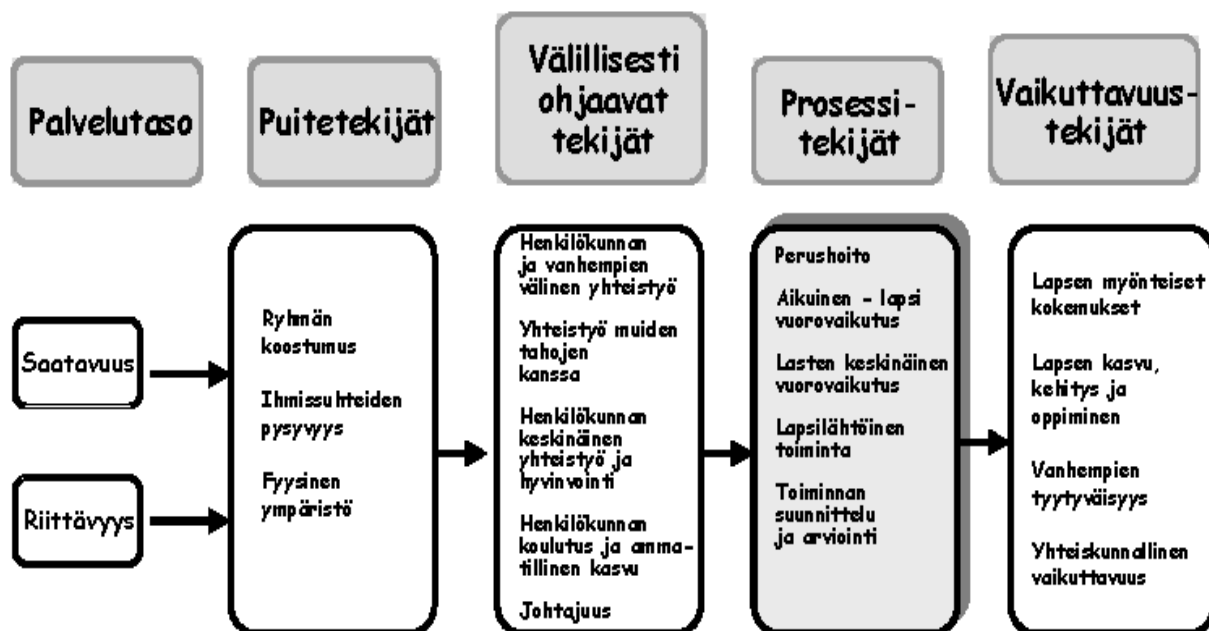 Palvelutaso
Puitetekijät
Välillisesti
ohjaavat
tekijät
Prosessi-
tekijät
Vaikuttavuus-
tekijät
Saatavuus
Riittävyys
Ryhmän
koostumus
Ihmissuhteiden
pysyvyys
Fyysinen
ympäristö
Henkilökunnan
ja vanhempien
välinen yhteistyö
Yhteistyö muiden
tahojen
kanssa
Henkilökunnan
keskinäinen
yhteistyö ja
hyvinvointi
Henkilökunnan
koulutus ja amma-
tillinen kasvu
Johtajuus
Perushoito
Aikuinen - lapsi
vuorovaikutus
Lasten keskinäinen
vuorovaikutus
Lapsilähtöinen
toiminta
Toiminnan
suunnittelu
ja arviointi
Lapsen myönteiset
kokemukset
Lapsen kasvu,
kehitys ja
oppiminen
Vanhempien
tyytyväisyys
Yhteiskunnallinen
vaikuttavuus